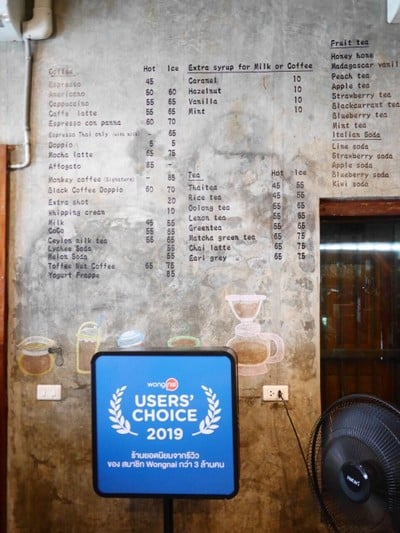 Coffee Hot Ice
Espresso 45
Americano 50 60
Cappuccino 55 65
Caffe latte 55 65
Espresso con panna 60 70
Espresso Thai only (with milk) - 65
Doppio 5 5
Mocha latte 65 75
Affogato 85 -
Monkey coffee (Signature) - 85
Black Coffee Doppio 60 70
Extra shot 20
whipping cream 10
Milk 45 55
CoCo 55 65
Ceylon milk tea 55 65
Lychee Soda 55
Melon Soda 55
Toffee Nut Coffee 65 75
Yogurt Frappe 85
Extra syrup for Milk or Coffee
Caramel 10
Hazelnut 10
Vanilla 10
Mint 10
Tea Hot Ice
Thaitea 55
Rice tea 45 55
Oolong tea 55 65
Lemon tea 55 65
Greentea 55 65
Matcha green tea 65 75
Chai latte 65 75
Earl grey 65 75
Fruit tea
Honey hone
Madagascar vanil
Peach tea
Apple tea
Strawberry tea
Blackcurrant tea
Blueberry tea
Mint tea
Italian Soda
Lime soda
Strawberry soda
Apple soda
Blueberry soda
Kiwi soda
wongnai
USERS'
CHOICE
2019
ร้านยอดนิยมจากรีวิว
ของ สมาชิก Wongnai กว่า 3 ล้านคน